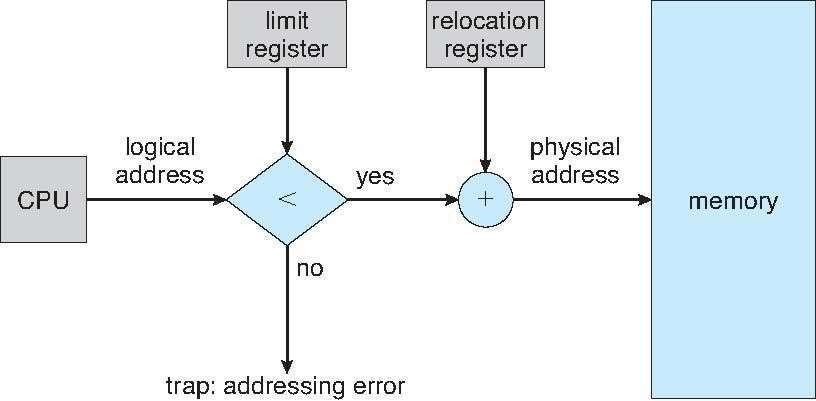 limit
register
relocation
register
logical
address
physical
address
CPU
<
yes
+
memory
no
trap: addressing error